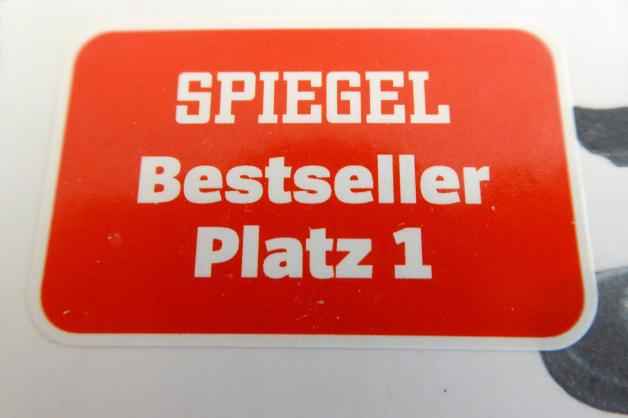 SPIEGEL
Bestseller
Platz 1